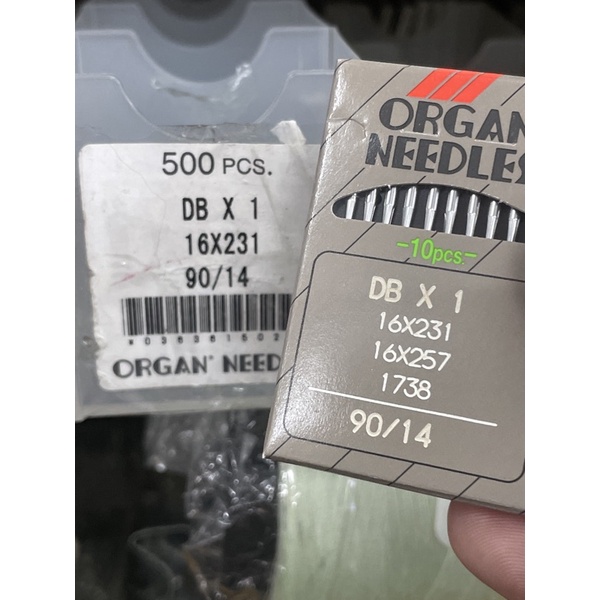 500 PCS.
DB X 1
16X231
90/14
ORGAN® NEED
ORGAN
NEEDLES
-10pcs.-
DB X 1
16X231
16X257
1738
90/14